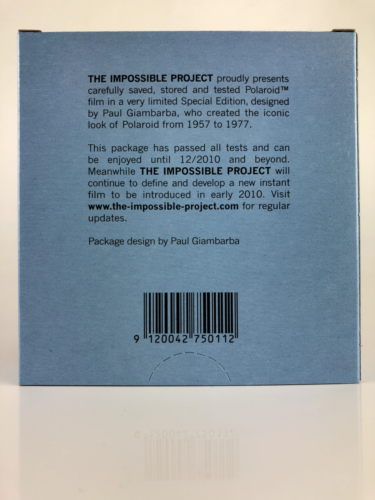 THE IMPOSSIBLE PROJECT proudly presents
carefully saved, stored and tested Polaroid™
film in a very limited Special Edition, designed
by Paul Giambarba, who created the iconic
look of Polaroid from 1957 to 1977.
This package has passed all tests and can
be enjoyed until 12/2010 and beyond.
Meanwhile THE IMPOSSIBLE PROJECT will
continue to define and develop a new instant
film to be introduced in early 2010. Visit
www.the-impossible-project.com for regular
updates.
Package design by Paul Giambarba
9 120042 750112